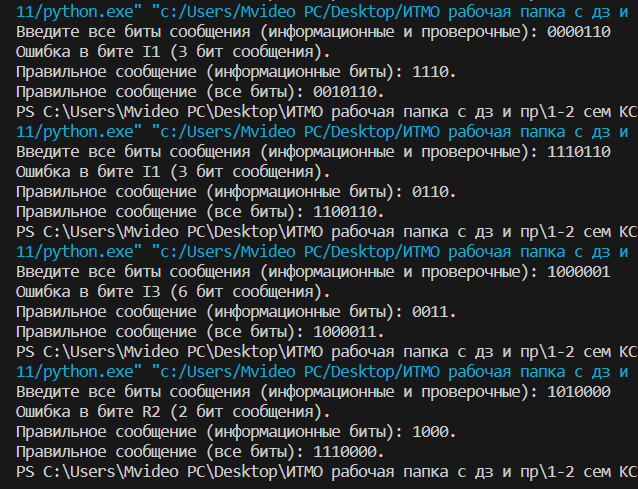 11/python.exe" "c:/Users/Mvideo PC/Desktop/ИТМО рабочая папка с дз и
Введите все биты сообщения (информационные и проверочные): 0000110
Ошибка в бите I1 (3 бит сообщения).
Правильное сообщение (информационные биты): 1110.
Правильное сообщение (все биты): 0010110.
PS C:\Users\Mvideo PC\Desktop\ИТМО рабочая папка с дз и пр\1-2 сем КС
11/python.exe" "c:/Users/Mvideo PC/Desktop/ИТМО рабочая папка с дз и
Введите все биты сообщения (информационные и проверочные): 1110110
Ошибка в бите I1 (3 бит сообщения).
Правильное сообщение (информационные биты): 0110.
Правильное сообщение (все биты): 1100110.
PS C:\Users\Mvideo PC\Desktop\ИТМО рабочая папка с дз и пр\1-2 сем КС
11/python.exe" "c:/Users/Mvideo PC/Desktop/ИТМО рабочая папка с дз и
Введите все биты сообщения (информационные и проверочные): 1000001
Ошибка в бите I3 (6 бит сообщения).
Правильное сообщение (информационные биты): 0011.
Правильное сообщение (все биты): 1000011.
PS C:\Users\Mvideo PC\Desktop\ИТМО рабочая папка с дз и пр\1-2 сем КС
11/python.exe" "c:/Users/Mvideo PC/Desktop/ИТМО рабочая папка с дз и
Введите все биты сообщения (информационные и проверочные): 1010000
Ошибка в бите R2 (2 бит сообщения).
Правильное сообщение (информационные биты): 1000.
Правильное сообщение (все биты): 1110000.
PS C:\Users\Mvideo PC\Desktop\ИТМО рабочая папка с дз и пр\1-2 сем КС